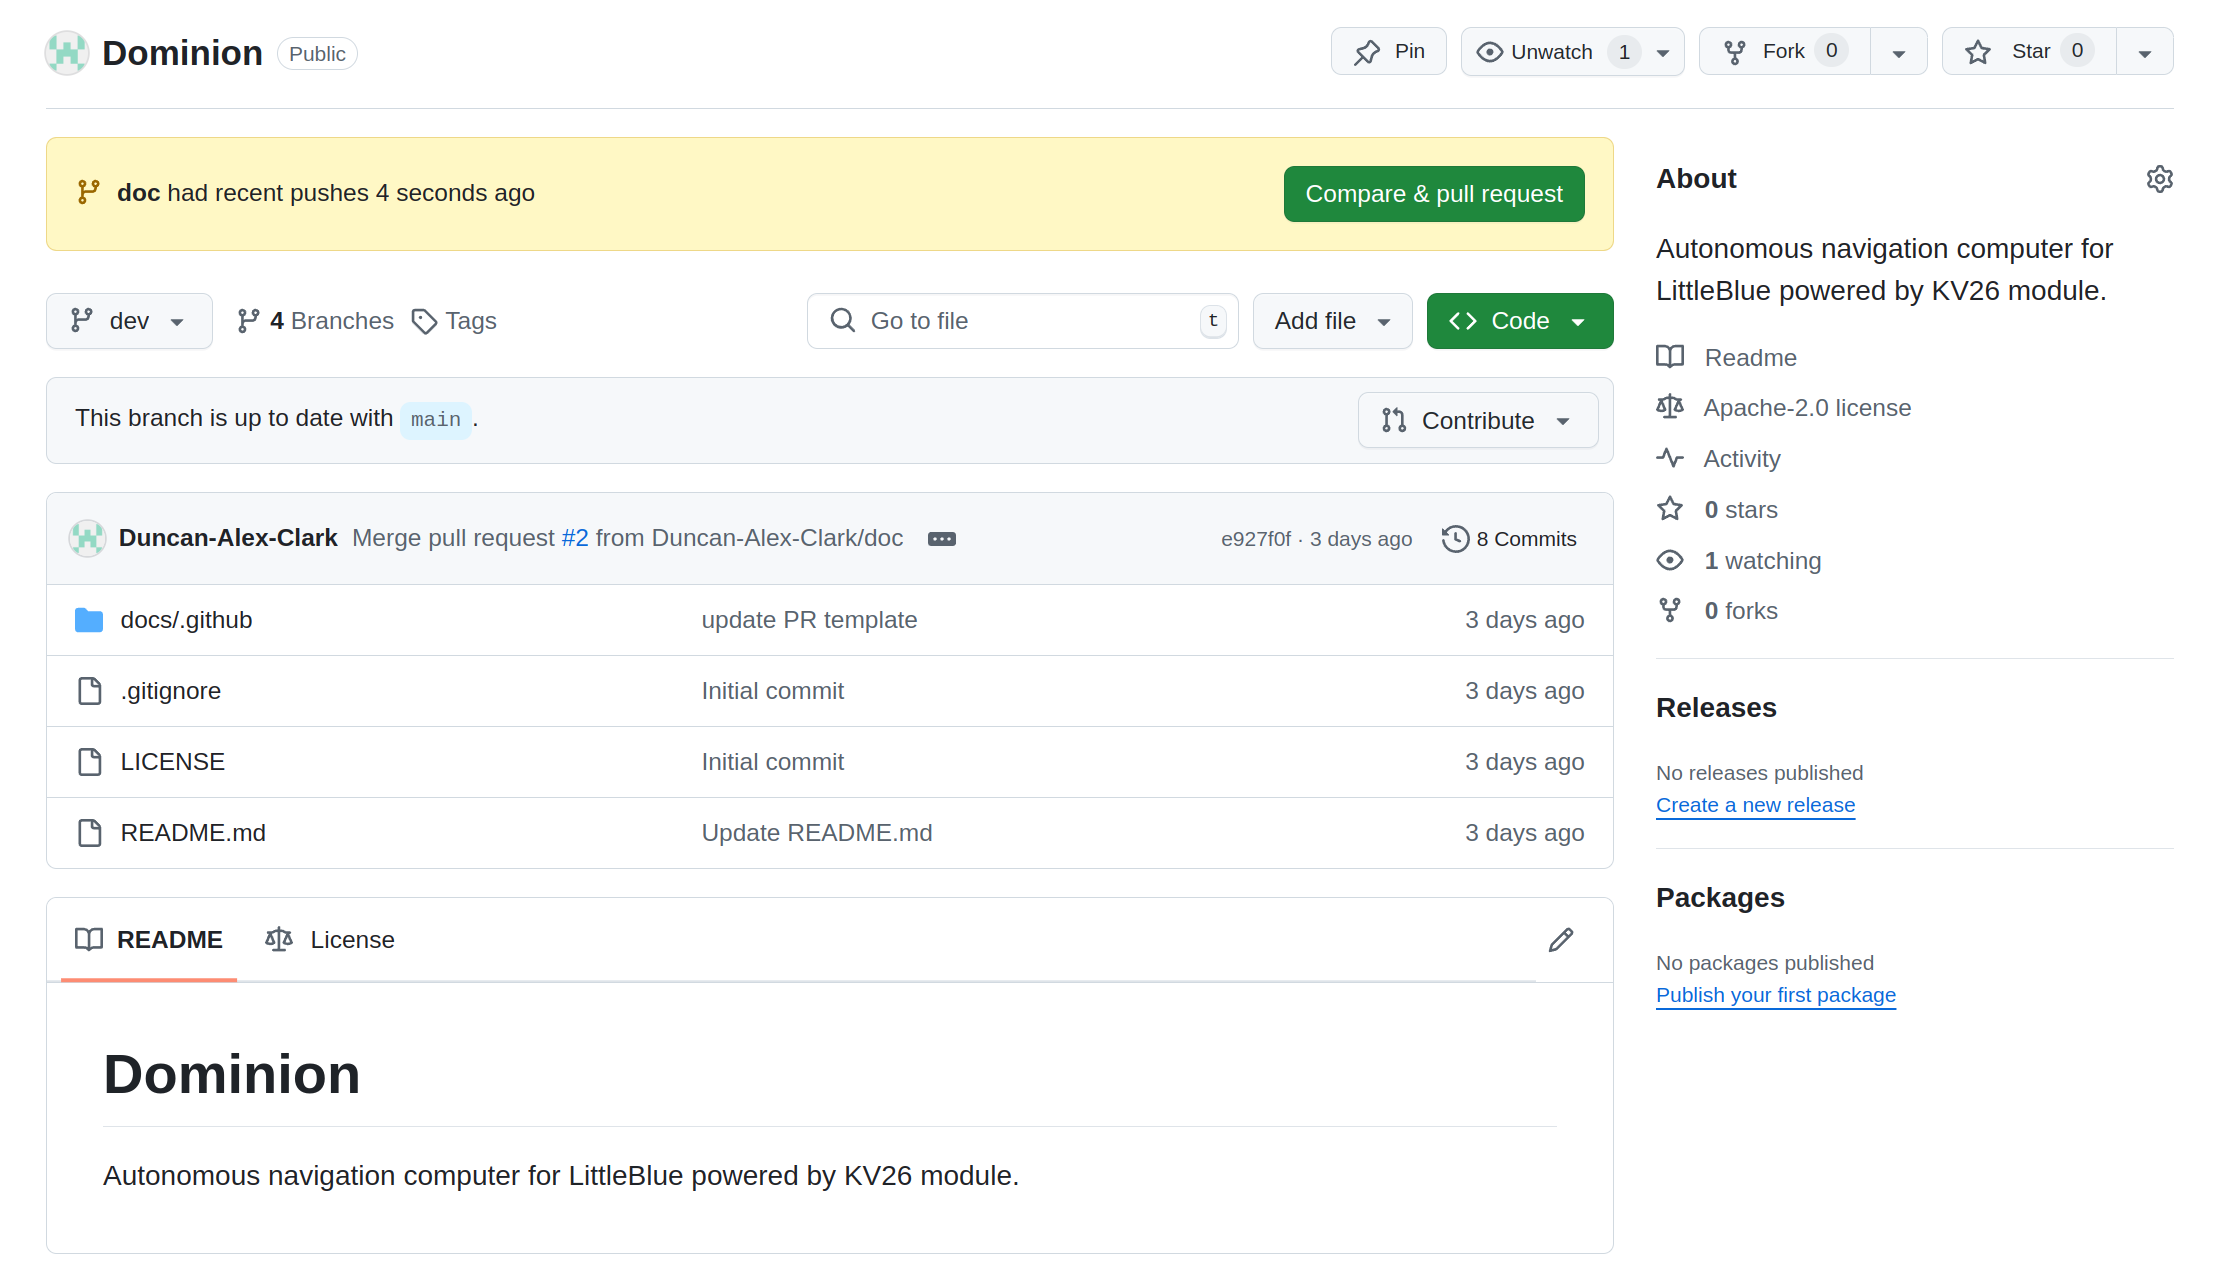 Dominion Public Pin Unwatch 1 Fork 0 Star 0
doc had recent pushes 4 seconds ago Compare & pull request
dev 4 Branches Tags Go to file t Add file Code
This branch is up to date with main. Contribute
Duncan-Alex-Clark Merge pull request #2 from Duncan-Alex-Clark/doc e927f0f · 3 days ago 8 Commits
docs/.github update PR template 3 days ago
.gitignore Initial commit 3 days ago
LICENSE Initial commit 3 days ago
README.md Update README.md 3 days ago
README License
Dominion
Autonomous navigation computer for LittleBlue powered by KV26 module.
About
Autonomous navigation computer for
LittleBlue powered by KV26 module.
Readme
Apache-2.0 license
Activity
0 stars
1 watching
0 forks
Releases
No releases published
Create a new release
Packages
No packages published
Publish your first package